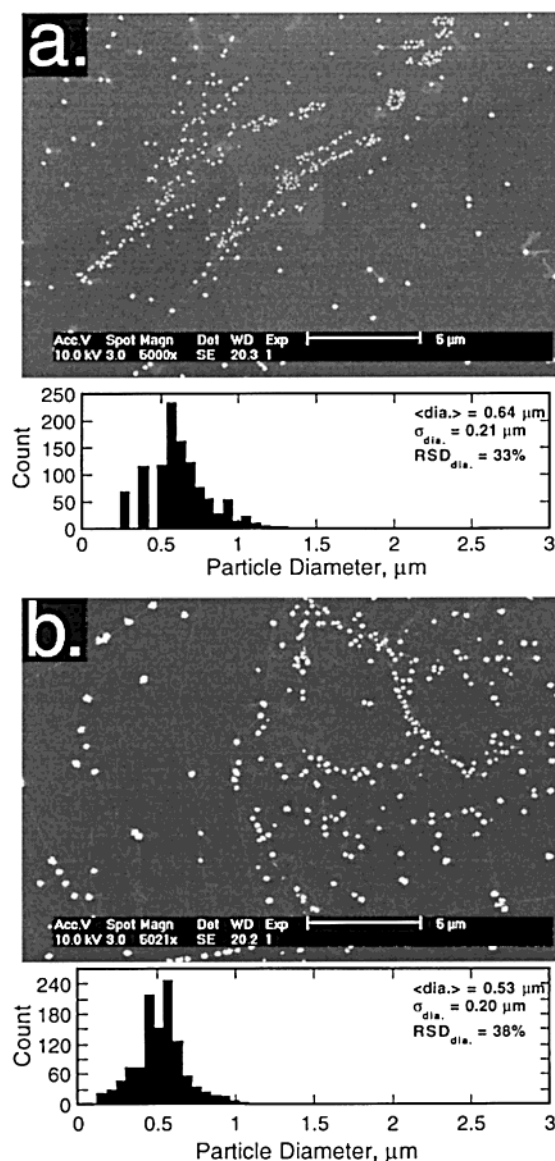 a.
Acc.V Spot Magn Det WD Exp 5 µm
10.0 kV 3.0 5000x SE 20.3 1
250
200
150
100
50
0
Count
<dia.> = 0.64 µm
σdia. = 0.21 µm
RSDdia. = 33%
0 0.5 1 1.5 2 2.5 3
Particle Diameter, µm
b.
Acc.V Spot Magn Det WD Exp 5 µm
10.0 kV 3.0 5021x SE 20.2 1
240
180
120
60
0
Count
<dia.> = 0.53 µm
σdia. = 0.20 µm
RSDdia. = 38%
0 0.5 1 1.5 2 2.5 3
Particle Diameter, µm